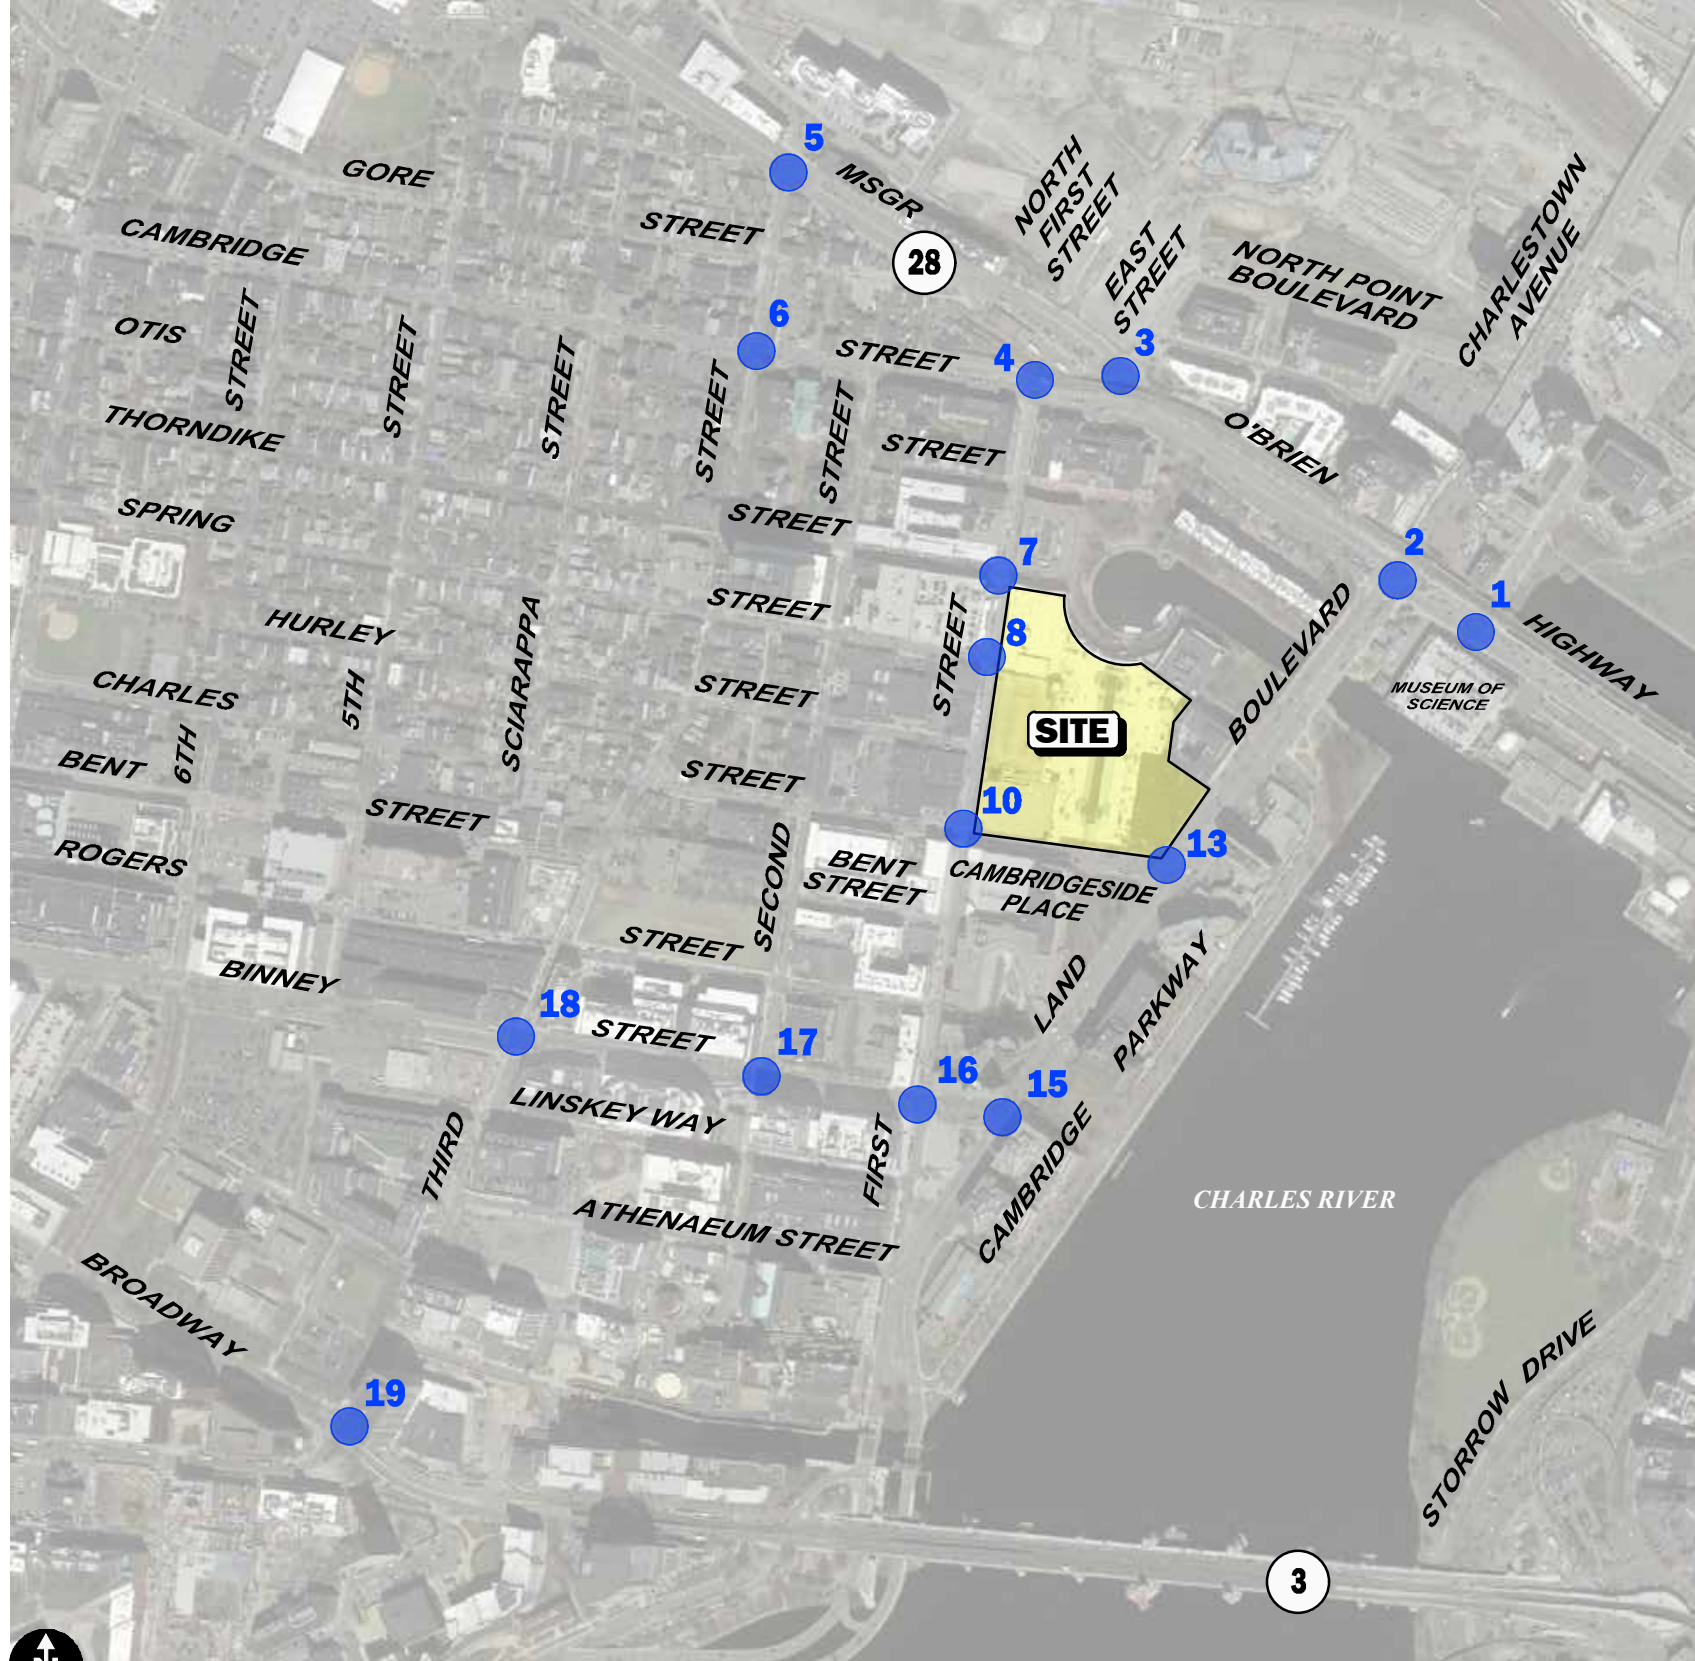 5
GORE
MSGR
NORTH
FIRST
STREET
CHARLESTOWN
AVENUE
STREET
CAMBRIDGE
28
EAST
STREET
NORTH POINT
BOULEVARD
OTIS
STREET
STREET
STREET
6
STREET
4
3
STREET
STREET
THORNDIKE
STREET
O'BRIEN
SPRING
STREET
7
2
1
HURLEY
STREET
SCIARAPPA
STREET
8
BOULEVARD
HIGHWAY
CHARLES
5TH
STREET
MUSEUM OF
SCIENCE
SITE
BENT
6TH
STREET
STREET
10
13
ROGERS
SECOND
BENT
STREET
CAMBRIDGESIDE
PLACE
STREET
BINNEY
LAND
PARKWAY
18
STREET
17
16
15
LINSKEY WAY
THIRD
FIRST
CAMBRIDGE
CHARLES RIVER
ATHENAEUM STREET
BROADWAY
STORROW DRIVE
19
3